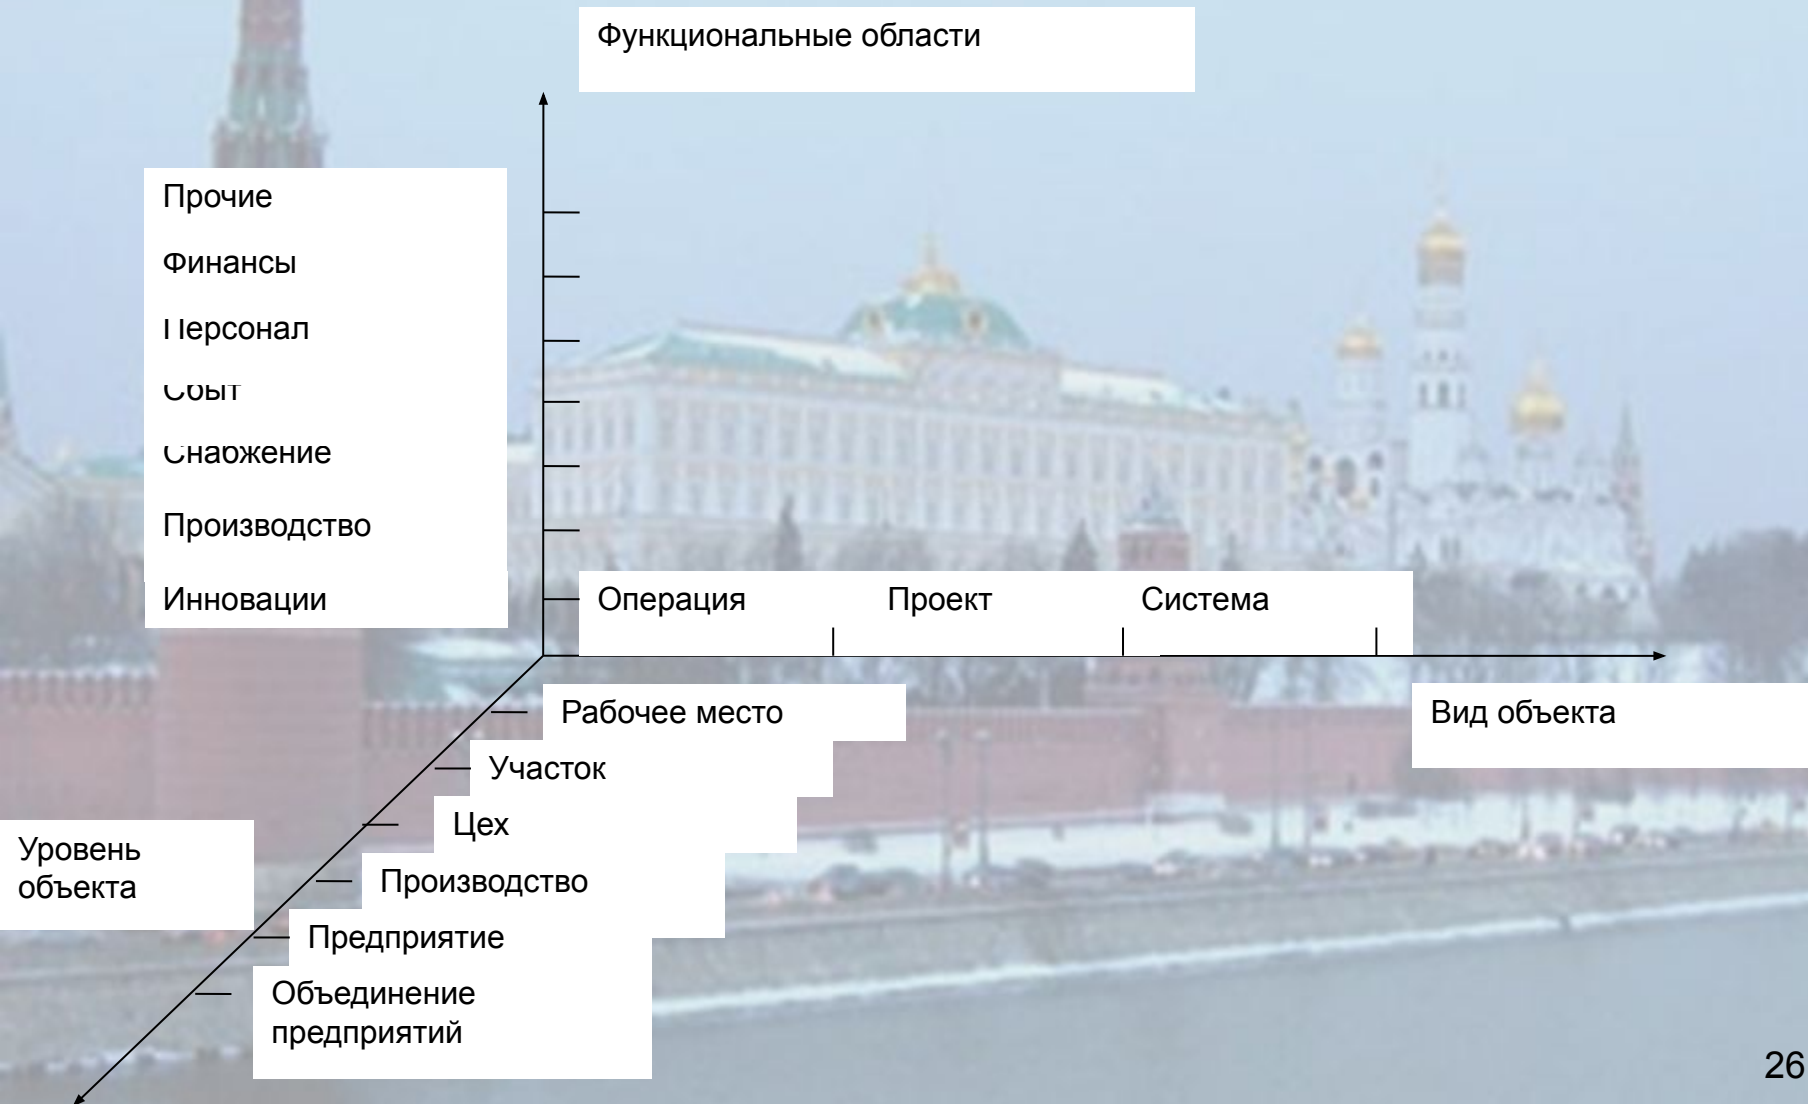 Функциональные области
Прочие
Финансы
Персонал
Сбыт
Снабжение
Производство
Инновации
Операция
Проект
Система
Рабочее место
Вид объекта
Участок
Цех
Уровень
объекта
Производство
Предприятие
Объединение
предприятий
26